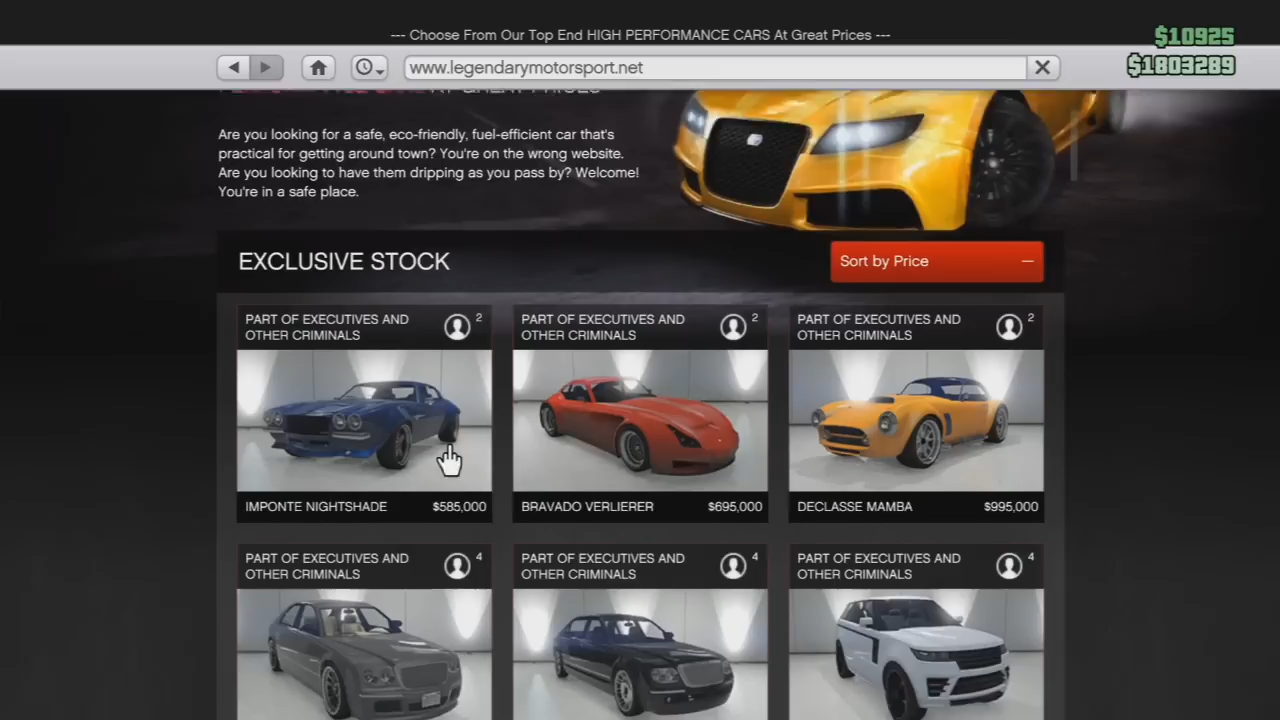 --- Choose From Our Top End HIGH PERFORMANCE CARS At Great Prices ---
$10925
$1803289
www.legendarymotorsport.net
Are you looking for a safe, eco-friendly, fuel-efficient car that's
practical for getting around town? You're on the wrong website.
Are you looking to have them dripping as you pass by? Welcome!
You're in a safe place.
EXCLUSIVE STOCK
Sort by Price
PART OF EXECUTIVES AND
OTHER CRIMINALS
2
PART OF EXECUTIVES AND
OTHER CRIMINALS
2
PART OF EXECUTIVES AND
OTHER CRIMINALS
2
IMPONTE NIGHTSHADE $585,000
BRAVADO VERLIERER $695,000
DECLASSE MAMBA $995,000
PART OF EXECUTIVES AND
OTHER CRIMINALS
4
PART OF EXECUTIVES AND
OTHER CRIMINALS
4
PART OF EXECUTIVES AND
OTHER CRIMINALS
4